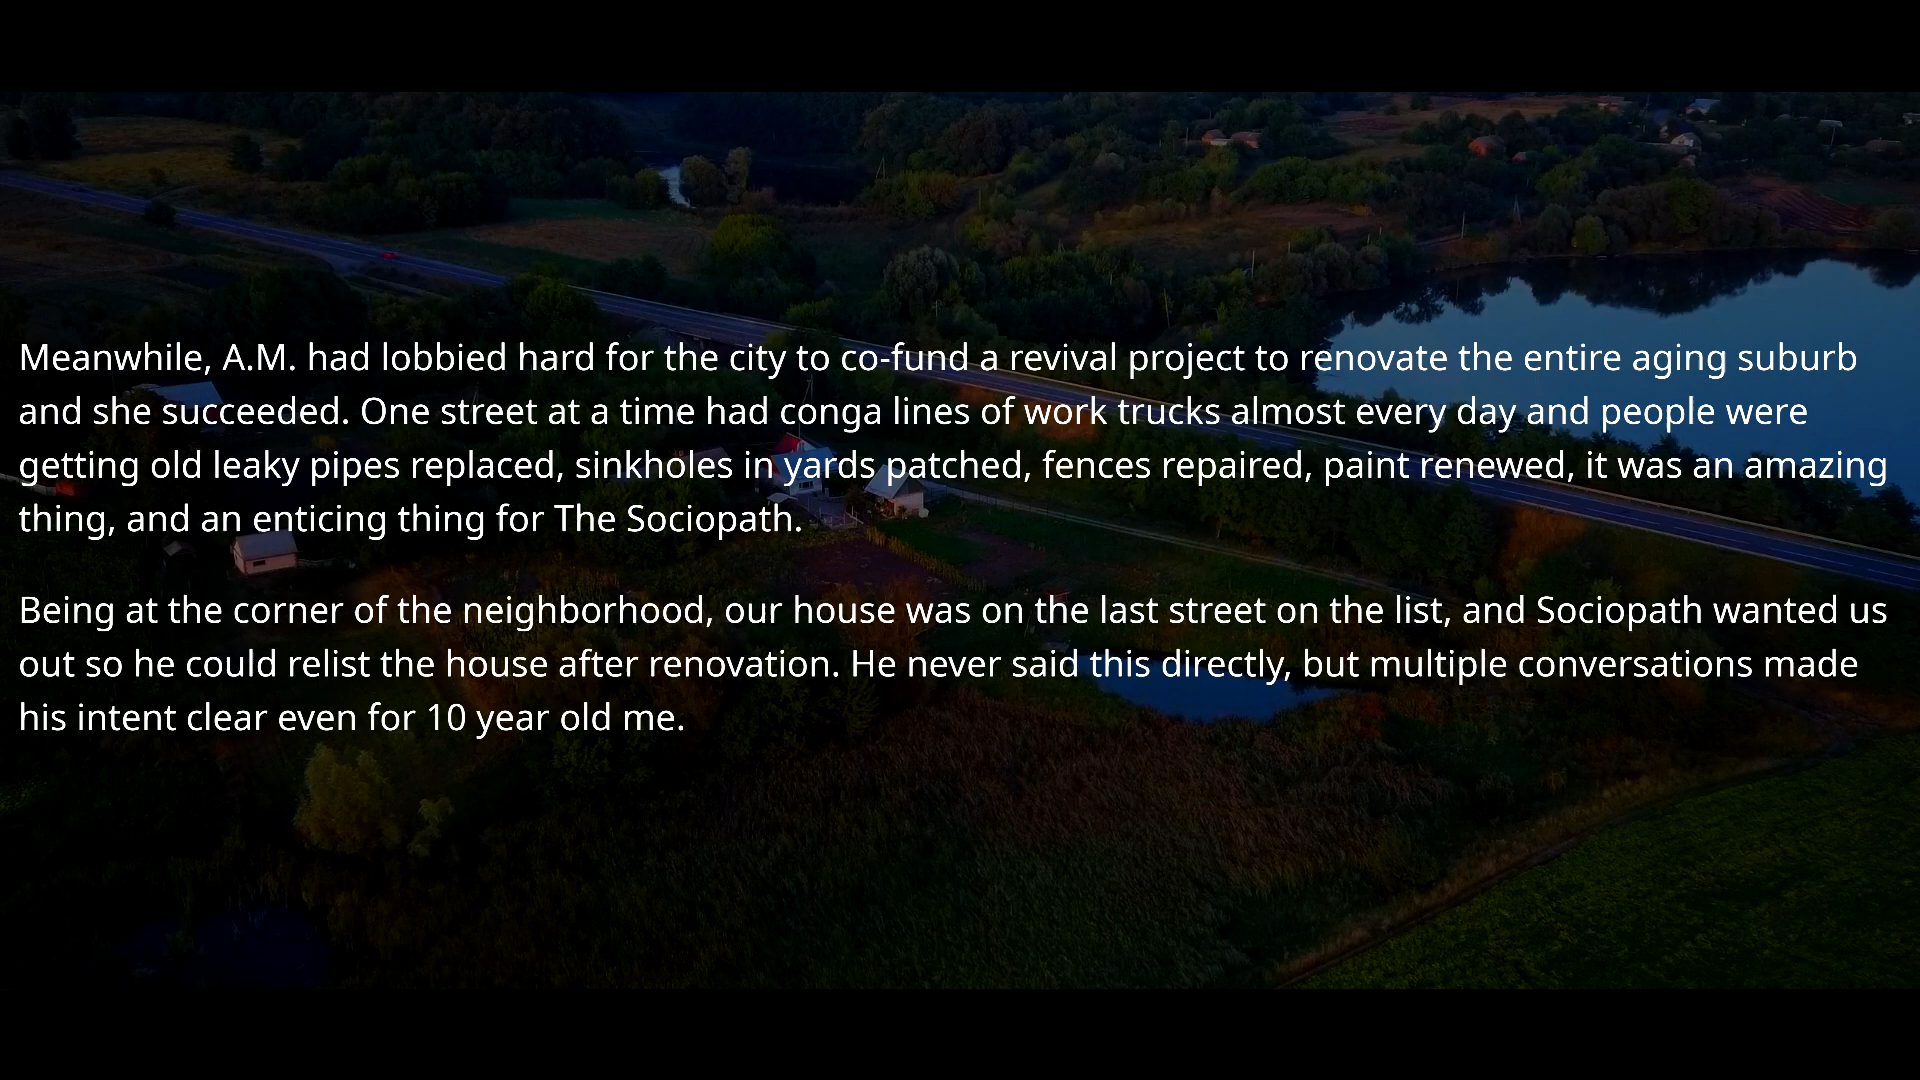 Meanwhile, A.M. had lobbied hard for the city to co-fund a revival project to renovate the entire aging suburb
and she succeeded. One street at a time had conga lines of work trucks almost every day and people were
getting old leaky pipes replaced, sinkholes in yards patched, fences repaired, paint renewed, it was an amazing
thing, and an enticing thing for The Sociopath.
Being at the corner of the neighborhood, our house was on the last street on the list, and Sociopath wanted us
out so he could relist the house after renovation. He never said this directly, but multiple conversations made
his intent clear even for 10 year old me.